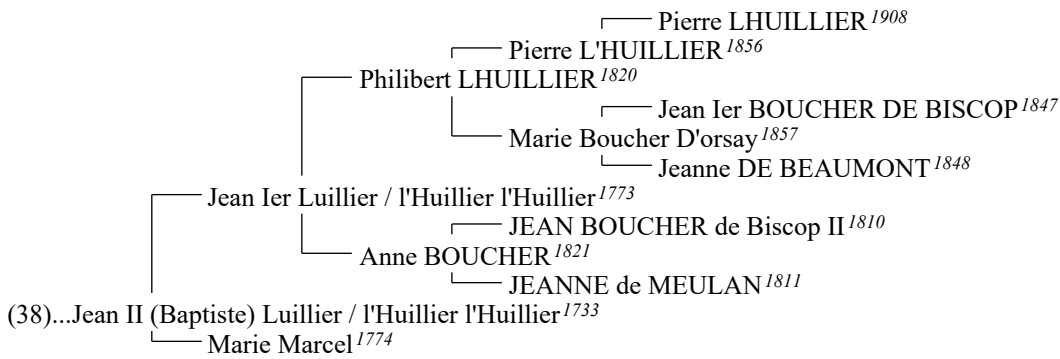 Pierre LHUILLIER 1908
Pierre L'HUILLIER 1856
Philibert LHUILLIER 1820
Jean Ier BOUCHER DE BISCOP 1847
Marie Boucher D'orsay 1857
Jeanne DE BEAUMONT 1848
Jean Ier Luillier / l'Huillier l'Huillier 1773
JEAN BOUCHER de Biscop II 1810
Anne BOUCHER 1821
JEANNE de MEULAN 1811
(38)...Jean II (Baptiste) Luillier / l'Huillier l'Huillier 1733
Marie Marcel 1774